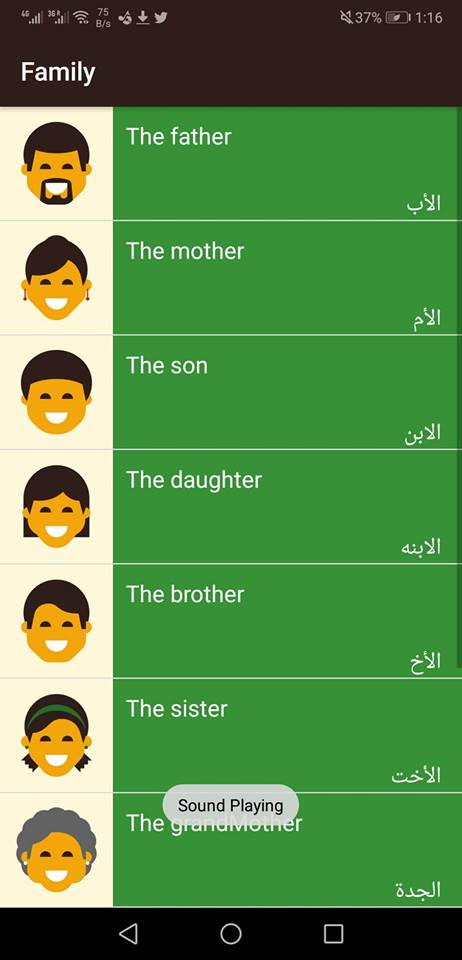 4G 3G R 75 B/s 37% 1:16
Family
The father
الأب
The mother
الأم
The son
الابن
The daughter
الابنه
The brother
الأخ
The sister
الأخت
Sound Playing
The grandMother
الجدة